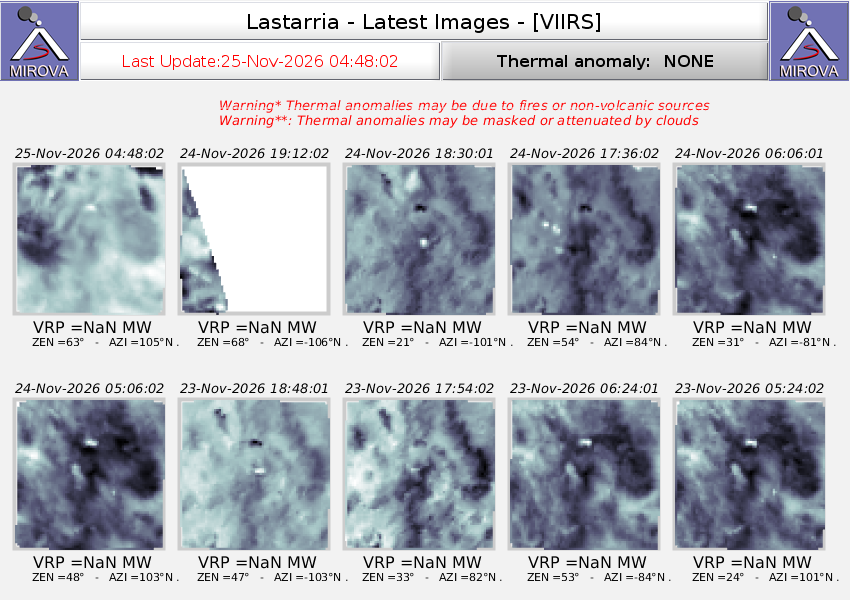 Lastarria - Latest Images - [VIIRS]
MIROVA
Last Update:25-Nov-2026 04:48:02
Thermal anomaly: NONE
MIROVA
Warning* Thermal anomalies may be due to fires or non-volcanic sources
Warning**: Thermal anomalies may be masked or attenuated by clouds
25-Nov-2026 04:48:02
24-Nov-2026 19:12:02
24-Nov-2026 18:30:01
24-Nov-2026 17:36:02
24-Nov-2026 06:06:01
VRP =NaN MW
VRP =NaN MW
VRP =NaN MW
VRP =NaN MW
VRP =NaN MW
ZEN =63° - AZI =105°N .
ZEN =68° - AZI =-106°N .
ZEN =21° - AZI =-101°N .
ZEN =54° - AZI =84°N .
ZEN =31° - AZI =-81°N .
24-Nov-2026 05:06:02
23-Nov-2026 18:48:01
23-Nov-2026 17:54:02
23-Nov-2026 06:24:01
23-Nov-2026 05:24:02
VRP =NaN MW
VRP =NaN MW
VRP =NaN MW
VRP =NaN MW
VRP =NaN MW
ZEN =48° - AZI =103°N .
ZEN =47° - AZI =-103°N .
ZEN =33° - AZI =82°N .
ZEN =53° - AZI =-84°N .
ZEN =24° - AZI =101°N .